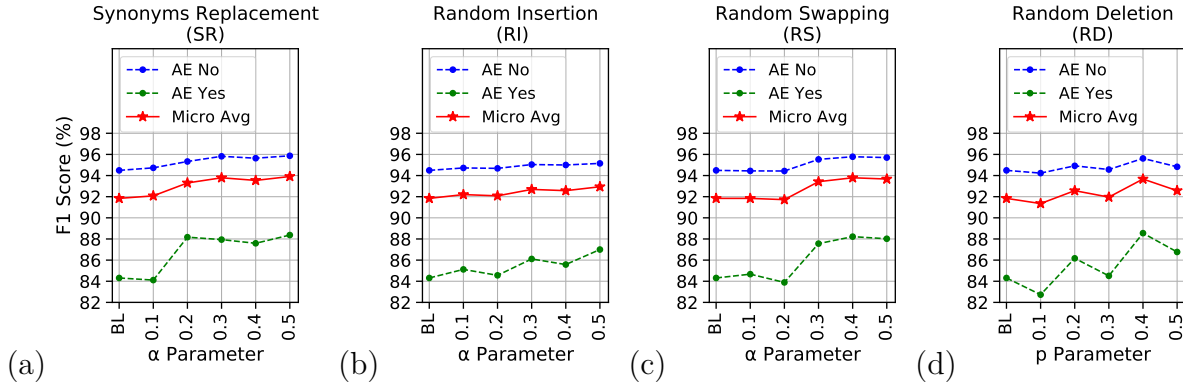 Synonyms Replacement
(SR)
AE No
AE Yes
Micro Avg
F1 Score (%)
98
96
94
92
90
88
86
84
82
BL
0.1
0.2
0.3
0.4
0.5
α Parameter
(a)
Random Insertion
(RI)
AE No
AE Yes
Micro Avg
98
96
94
92
90
88
86
84
82
BL
0.1
0.2
0.3
0.4
0.5
α Parameter
(b)
Random Swapping
(RS)
AE No
AE Yes
Micro Avg
98
96
94
92
90
88
86
84
82
BL
0.1
0.2
0.3
0.4
0.5
α Parameter
(c)
Random Deletion
(RD)
AE No
AE Yes
Micro Avg
98
96
94
92
90
88
86
84
82
BL
0.1
0.2
0.3
0.4
0.5
p Parameter
(d)